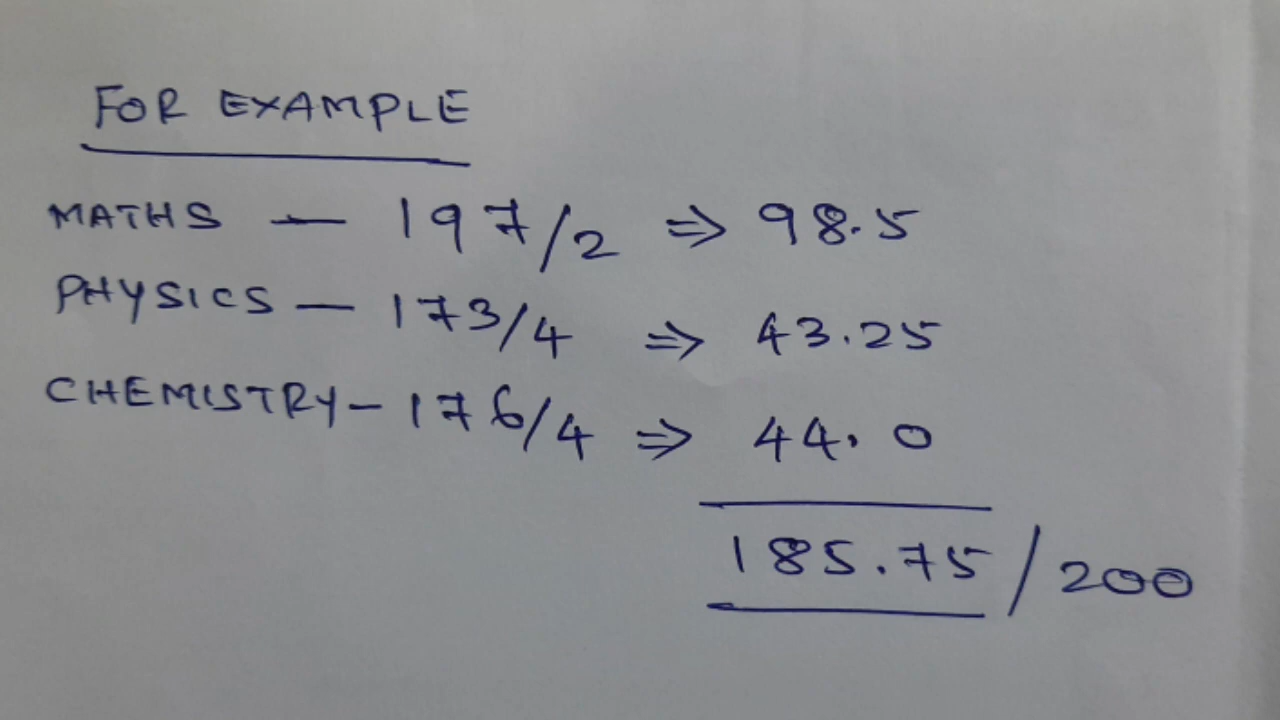 FOR EXAMPLE
MATHS — 197/2 ⇒ 98.5
PHYSICS — 173/4 ⇒ 43.25
CHEMISTRY - 176/4 ⇒ 44.0
185.75/200